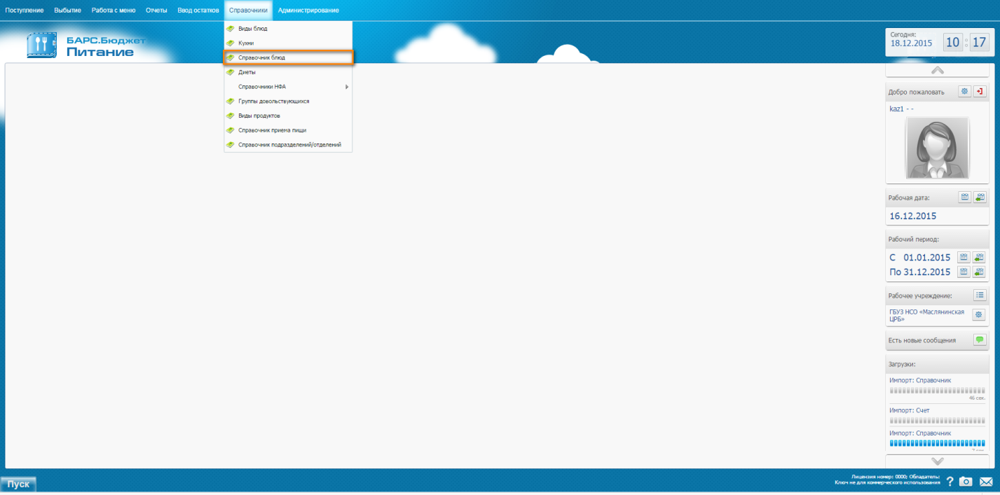 Поступление Выбытие Работа с меню Отчеты Ввод остатков Справочники Администрирование
Виды блюд
Кухни
Справочник блюд
Диеты
Справочники НФА
Группы довольствующихся
Виды продуктов
Справочник приема пищи
Справочник подразделений/отделений
БАРС.Бюджет
Питание
Сегодня:
18.12.2015 10 : 17
Добро пожаловать
kaz1 - -
Рабочая дата:
16.12.2015
Рабочий период:
С 01.01.2015
По 31.12.2015
Рабочее учреждение:
ГБУЗ НСО «Маслянинская
ЦРБ»
Есть новые сообщения
Загрузки:
Импорт: Справочник
46 сек.
Импорт: Счет
Импорт: Справочник
Пуск
Лицензия номер: 0000; Обладатель:
Ключ не для коммерческого использования
?